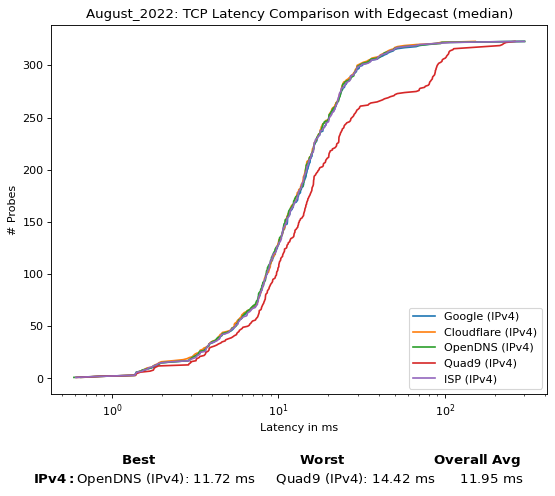 August_2022: TCP Latency Comparison with Edgecast (median)
# Probes
300
250
200
150
100
50
0
10⁰
10¹
10²
Latency in ms
Google (IPv4)
Cloudflare (IPv4)
OpenDNS (IPv4)
Quad9 (IPv4)
ISP (IPv4)
Best Worst Overall Avg
IPv4: OpenDNS (IPv4): 11.72 ms Quad9 (IPv4): 14.42 ms 11.95 ms